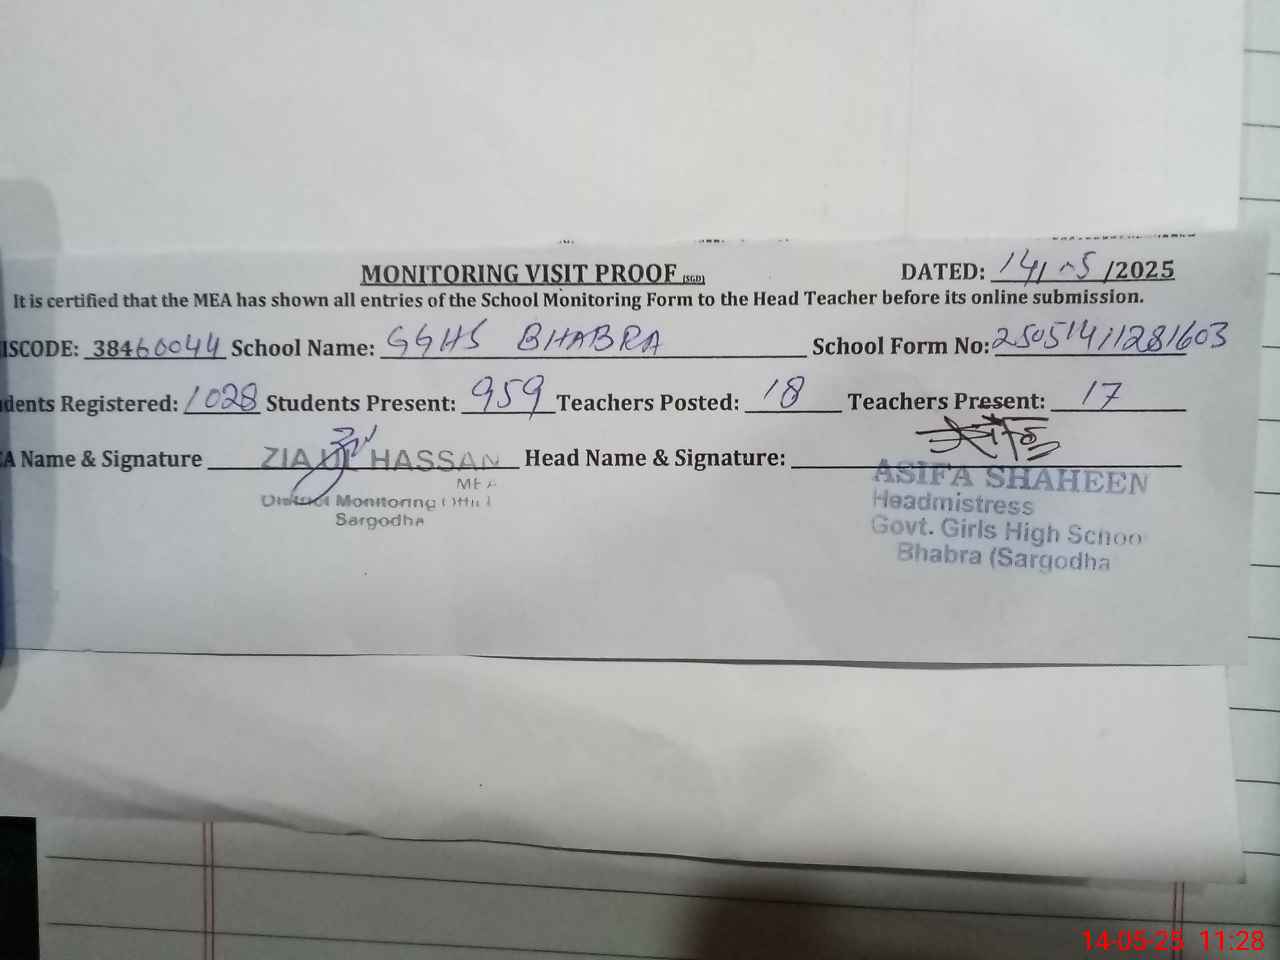 MONITORING VISIT PROOF (SGD) DATED: 14/05/2025
It is certified that the MEA has shown all entries of the School Monitoring Form to the Head Teacher before its online submission.
ISCODE: 38460044 School Name: GGHS BHABRA School Form No: 25051411281603
dents Registered: 1028 Students Present: 959 Teachers Posted: 18 Teachers Present: 17
A Name & Signature ZIA UL HASSAN Head Name & Signature:
MEA
District Monitoring Offi
Sargodha
ASIFA SHAHEEN
Headmistress
Govt. Girls High Schoo
Bhabra (Sargodha
14-05-25 11:28